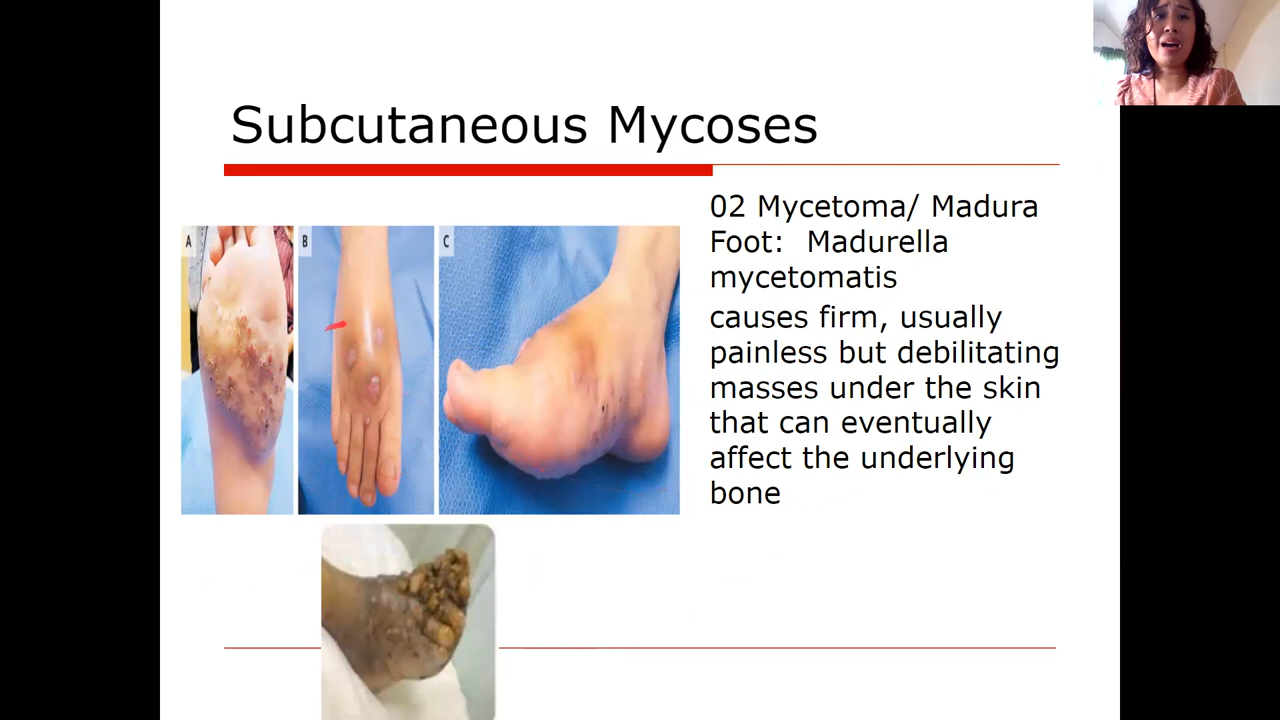 Subcutaneous Mycoses
A
B
C
02 Mycetoma/ Madura
Foot: Madurella
mycetomatis
causes firm, usually
painless but debilitating
masses under the skin
that can eventually
affect the underlying
bone